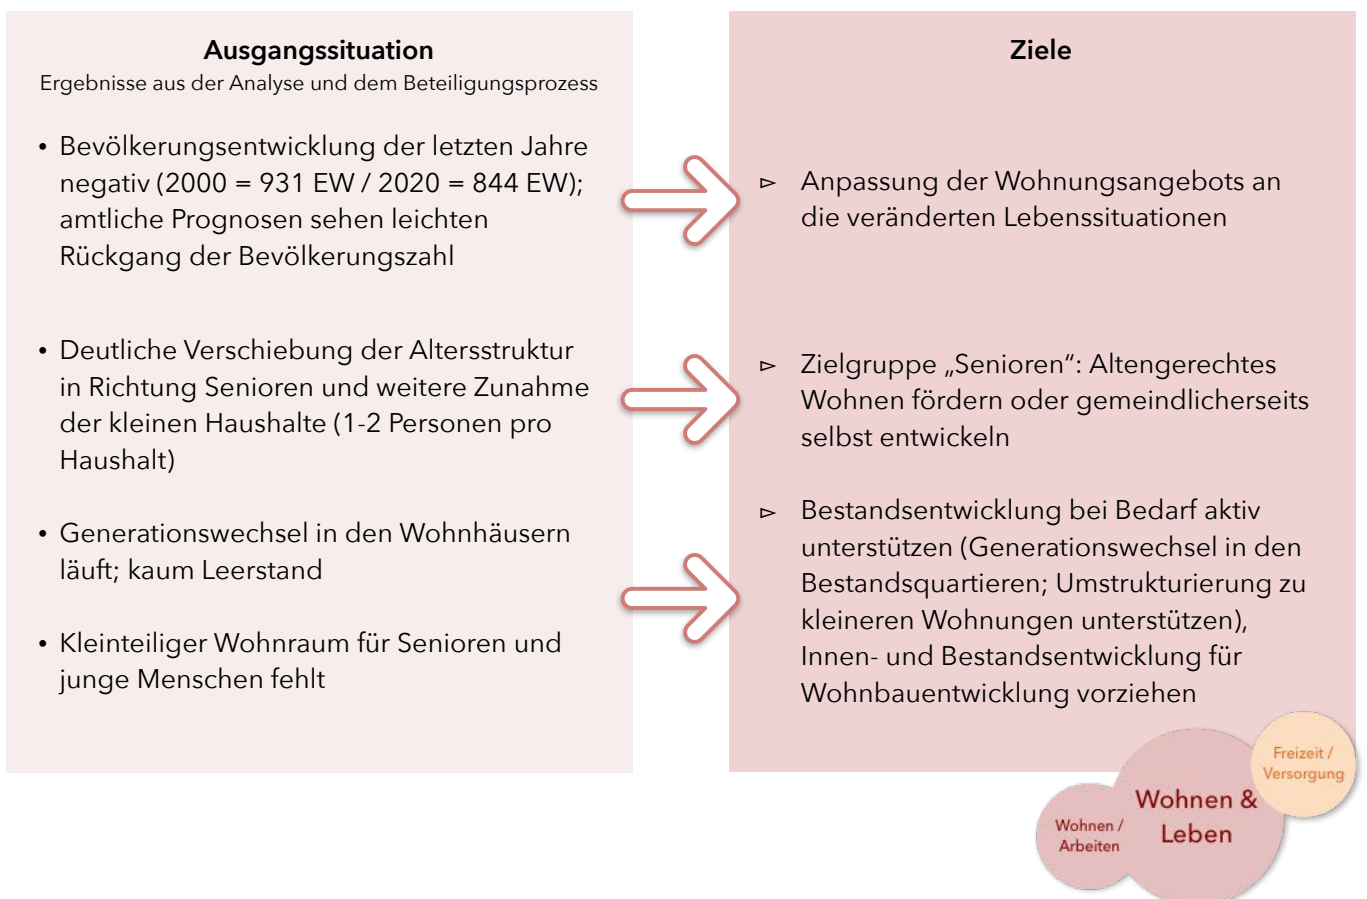 Ausgangssituation
Ergebnisse aus der Analyse und dem Beteiligungsprozess
• Bevölkerungsentwicklung der letzten Jahre
negativ (2000 = 931 EW / 2020 = 844 EW);
amtliche Prognosen sehen leichten
Rückgang der Bevölkerungszahl
• Deutliche Verschiebung der Altersstruktur
in Richtung Senioren und weitere Zunahme
der kleinen Haushalte (1-2 Personen pro
Haushalt)
• Generationswechsel in den Wohnhäusern
läuft; kaum Leerstand
• Kleinteiliger Wohnraum für Senioren und
junge Menschen fehlt
Ziele
▻ Anpassung der Wohnungsangebots an
die veränderten Lebenssituationen
▻ Zielgruppe „Senioren“: Altengerechtes
Wohnen fördern oder gemeindlicherseits
selbst entwickeln
▻ Bestandsentwicklung bei Bedarf aktiv
unterstützen (Generationswechsel in den
Bestandsquartieren; Umstrukturierung zu
kleineren Wohnungen unterstützen),
Innen- und Bestandsentwicklung für
Wohnbauentwicklung vorziehen
Freizeit /
Versorgung
Wohnen &
Leben
Wohnen /
Arbeiten